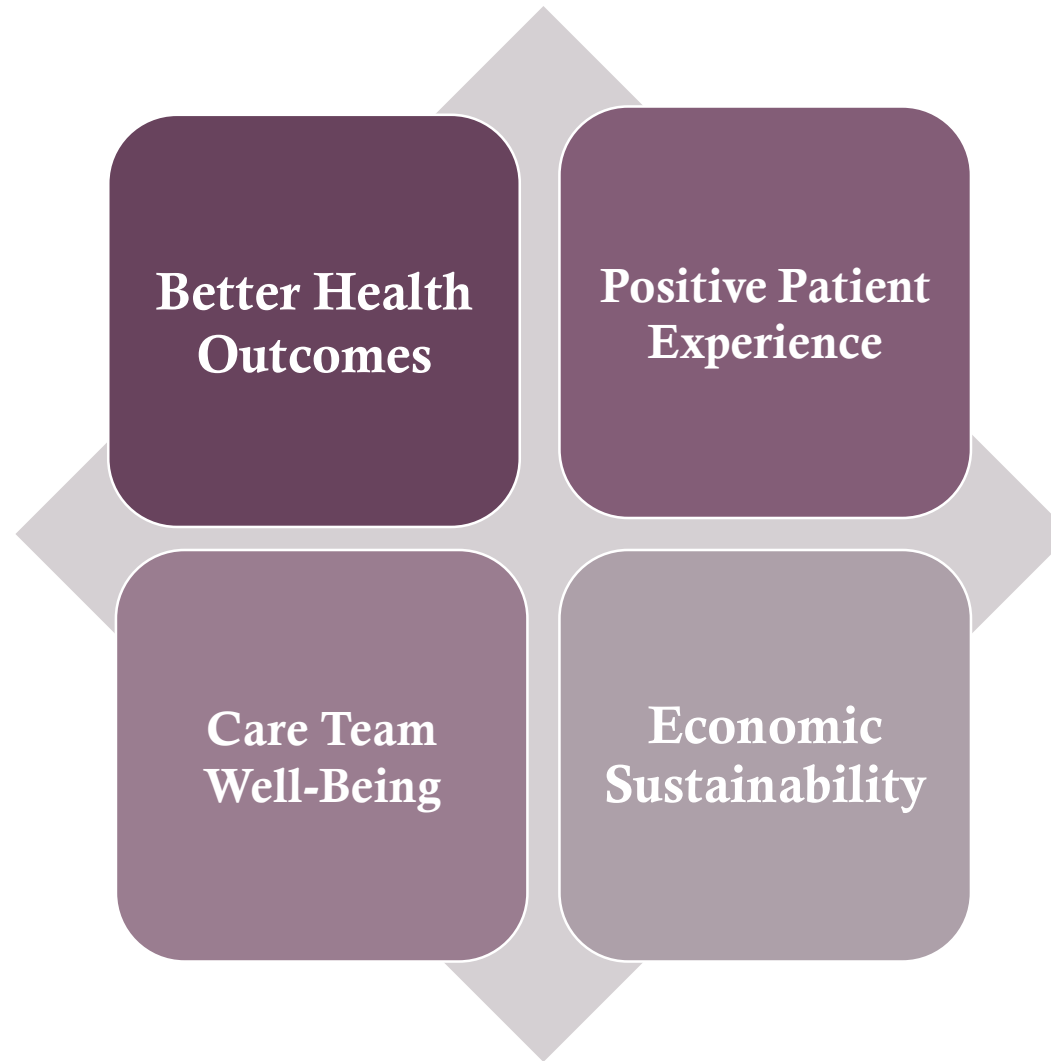 Better Health
Outcomes
Positive Patient
Experience
Care Team
Well-Being
Economic
Sustainability